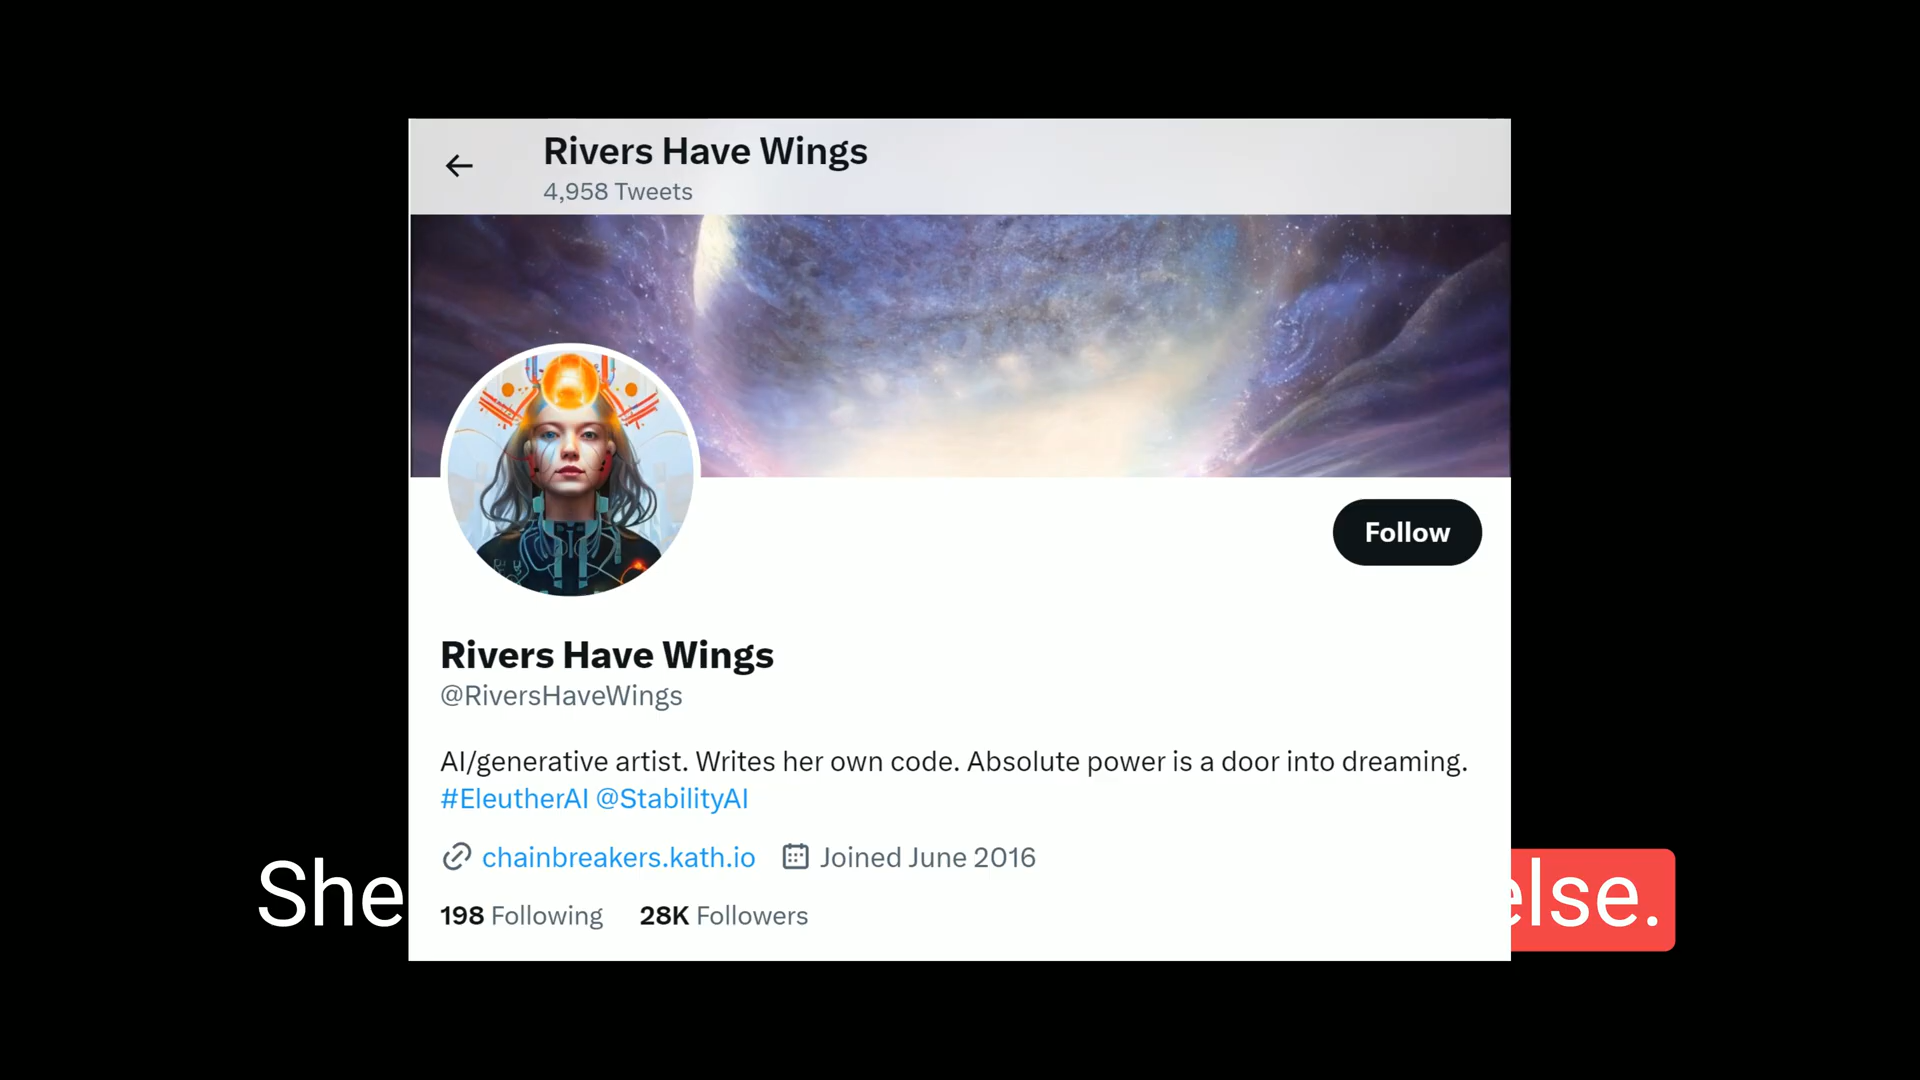 Rivers Have Wings
4,958 Tweets
Follow
Rivers Have Wings
@RiversHaveWings
AI/generative artist. Writes her own code. Absolute power is a door into dreaming.
#EleutherAI @StabilityAI
chainbreakers.kath.io Joined June 2016
198 Following 28K Followers
She else.